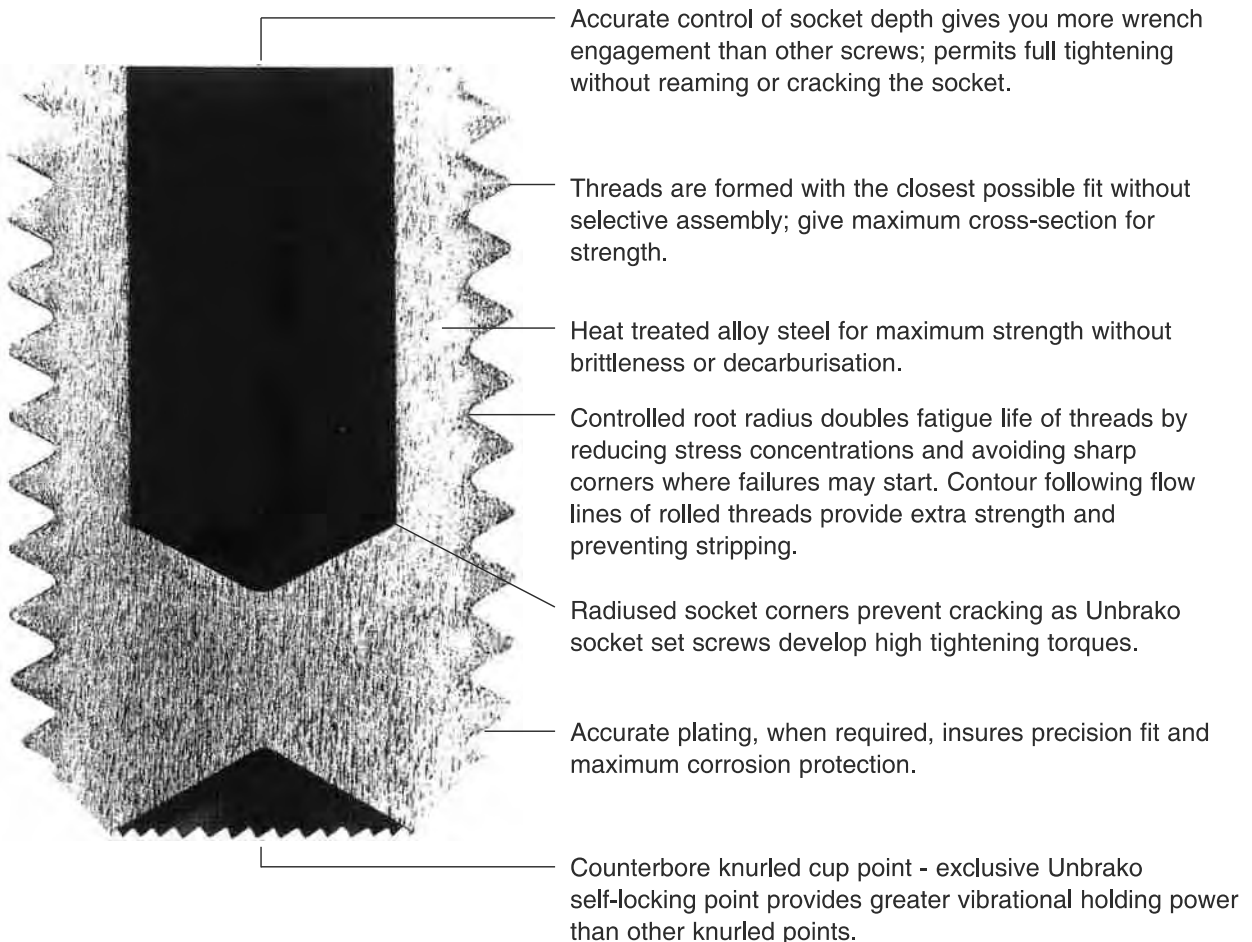 Accurate control of socket depth gives you more wrench
engagement than other screws; permits full tightening
without reaming or cracking the socket.
Threads are formed with the closest possible fit without
selective assembly; give maximum cross-section for
strength.
Heat treated alloy steel for maximum strength without
brittleness or decarburisation.
Controlled root radius doubles fatigue life of threads by
reducing stress concentrations and avoiding sharp
corners where failures may start. Contour following flow
lines of rolled threads provide extra strength and
preventing stripping.
Radiused socket corners prevent cracking as Unbrako
socket set screws develop high tightening torques.
Accurate plating, when required, insures precision fit and
maximum corrosion protection.
Counterbore knurled cup point - exclusive Unbrako
self-locking point provides greater vibrational holding power
than other knurled points.